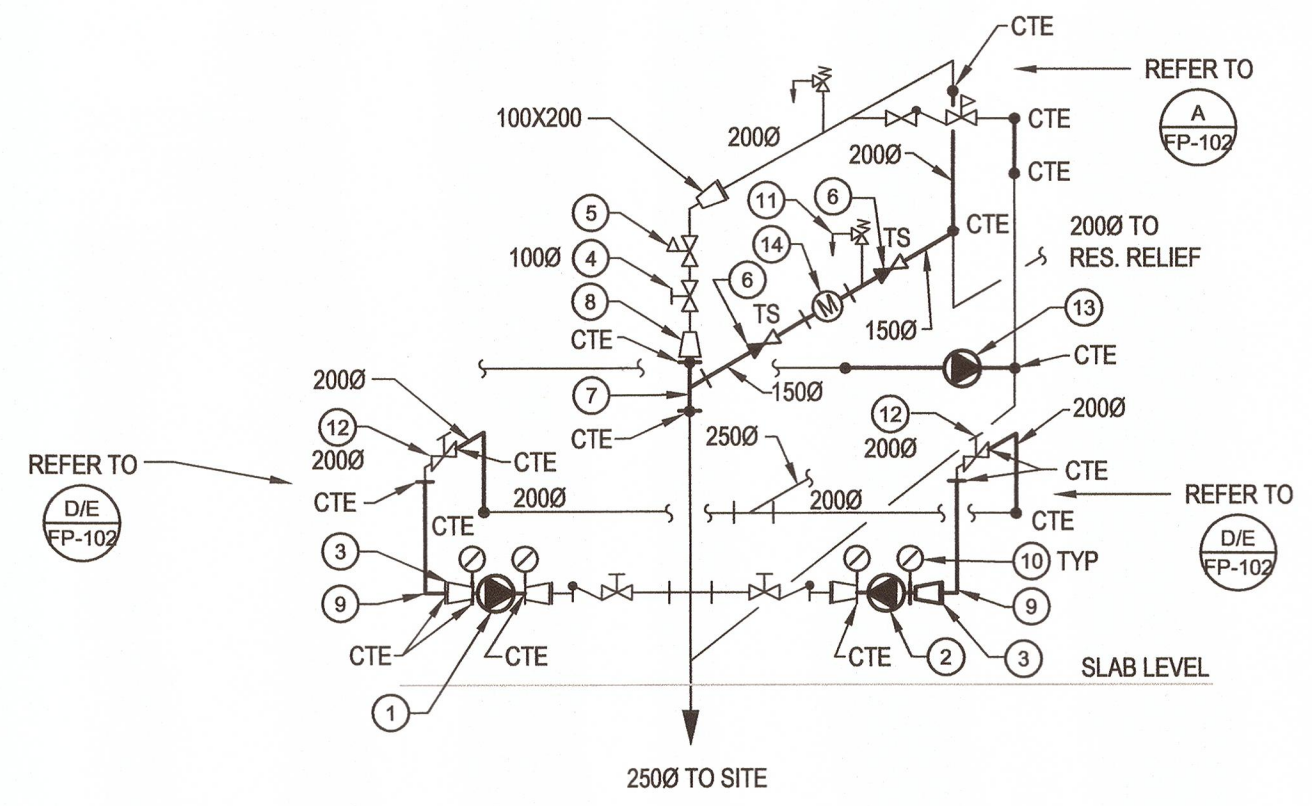 CTE
REFER TO
A
FP-102
100X200
200Ø
CTE
200Ø
CTE
5
11
6
TS
CTE
200Ø TO
RES. RELIEF
100Ø
4
14
8
6
TS
150Ø
13
CTE
CTE
200Ø
7
150Ø
12
200Ø
12
200Ø
CTE
250Ø
200Ø
REFER TO
D/E
FP-102
CTE
CTE
CTE
200Ø
200Ø
CTE
REFER TO
D/E
FP-102
CTE
3
10 TYP
9
9
CTE
CTE
CTE
2
3
SLAB LEVEL
1
250Ø TO SITE